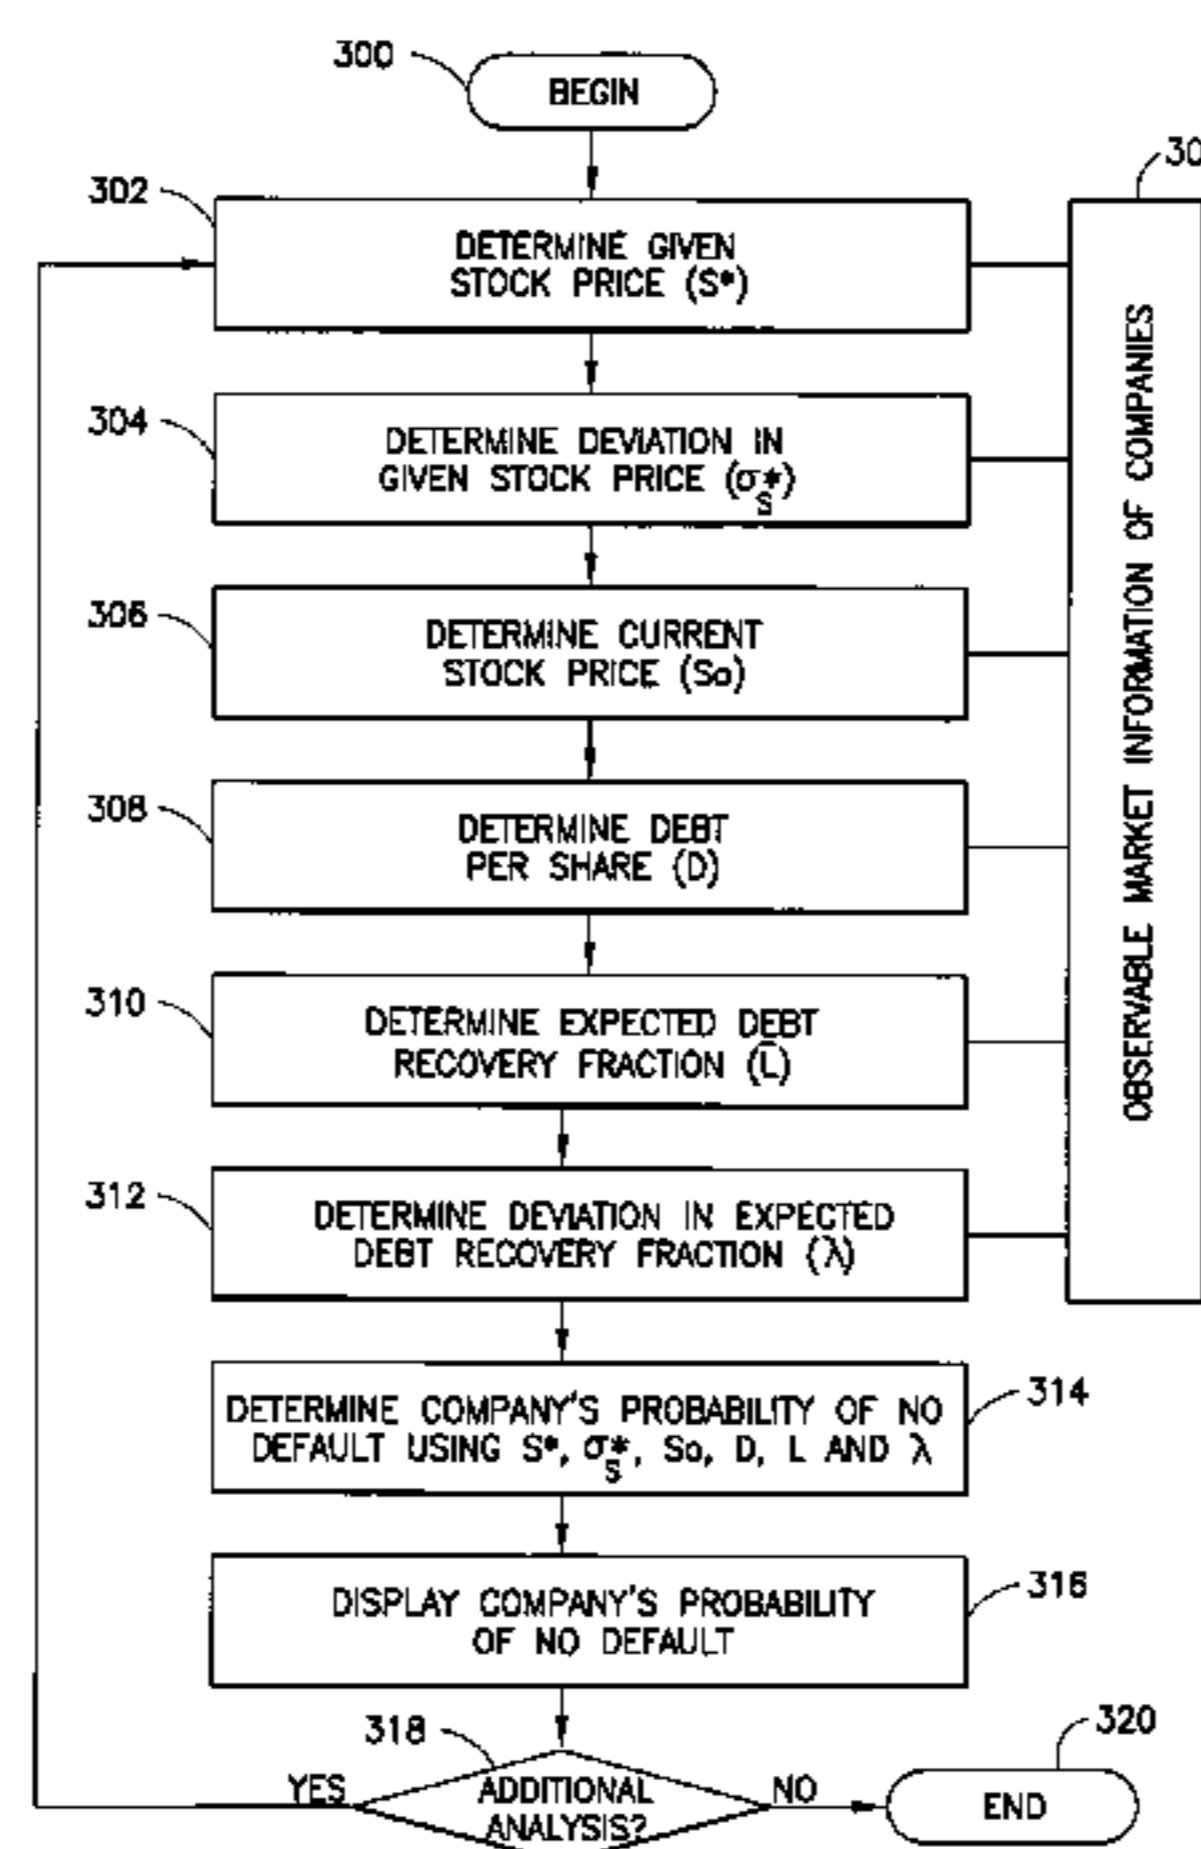 300
BEGIN
302
DETERMINE GIVEN
STOCK PRICE (S*)
304
DETERMINE DEVIATION IN
GIVEN STOCK PRICE (σ_S*)
306
DETERMINE CURRENT
STOCK PRICE (So)
308
DETERMINE DEBT
PER SHARE (D)
310
DETERMINE EXPECTED DEBT
RECOVERY FRACTION (L̄)
312
DETERMINE DEVIATION IN EXPECTED
DEBT RECOVERY FRACTION (λ)
OBSERVABLE MARKET INFORMATION OF COMPANIES
314
DETERMINE COMPANY'S PROBABILITY OF NO
DEFAULT USING S*, σ_S*, So, D, L AND λ
316
DISPLAY COMPANY'S PROBABILITY
OF NO DEFAULT
318
YES
ADDITIONAL
ANALYSIS?
NO
320
END